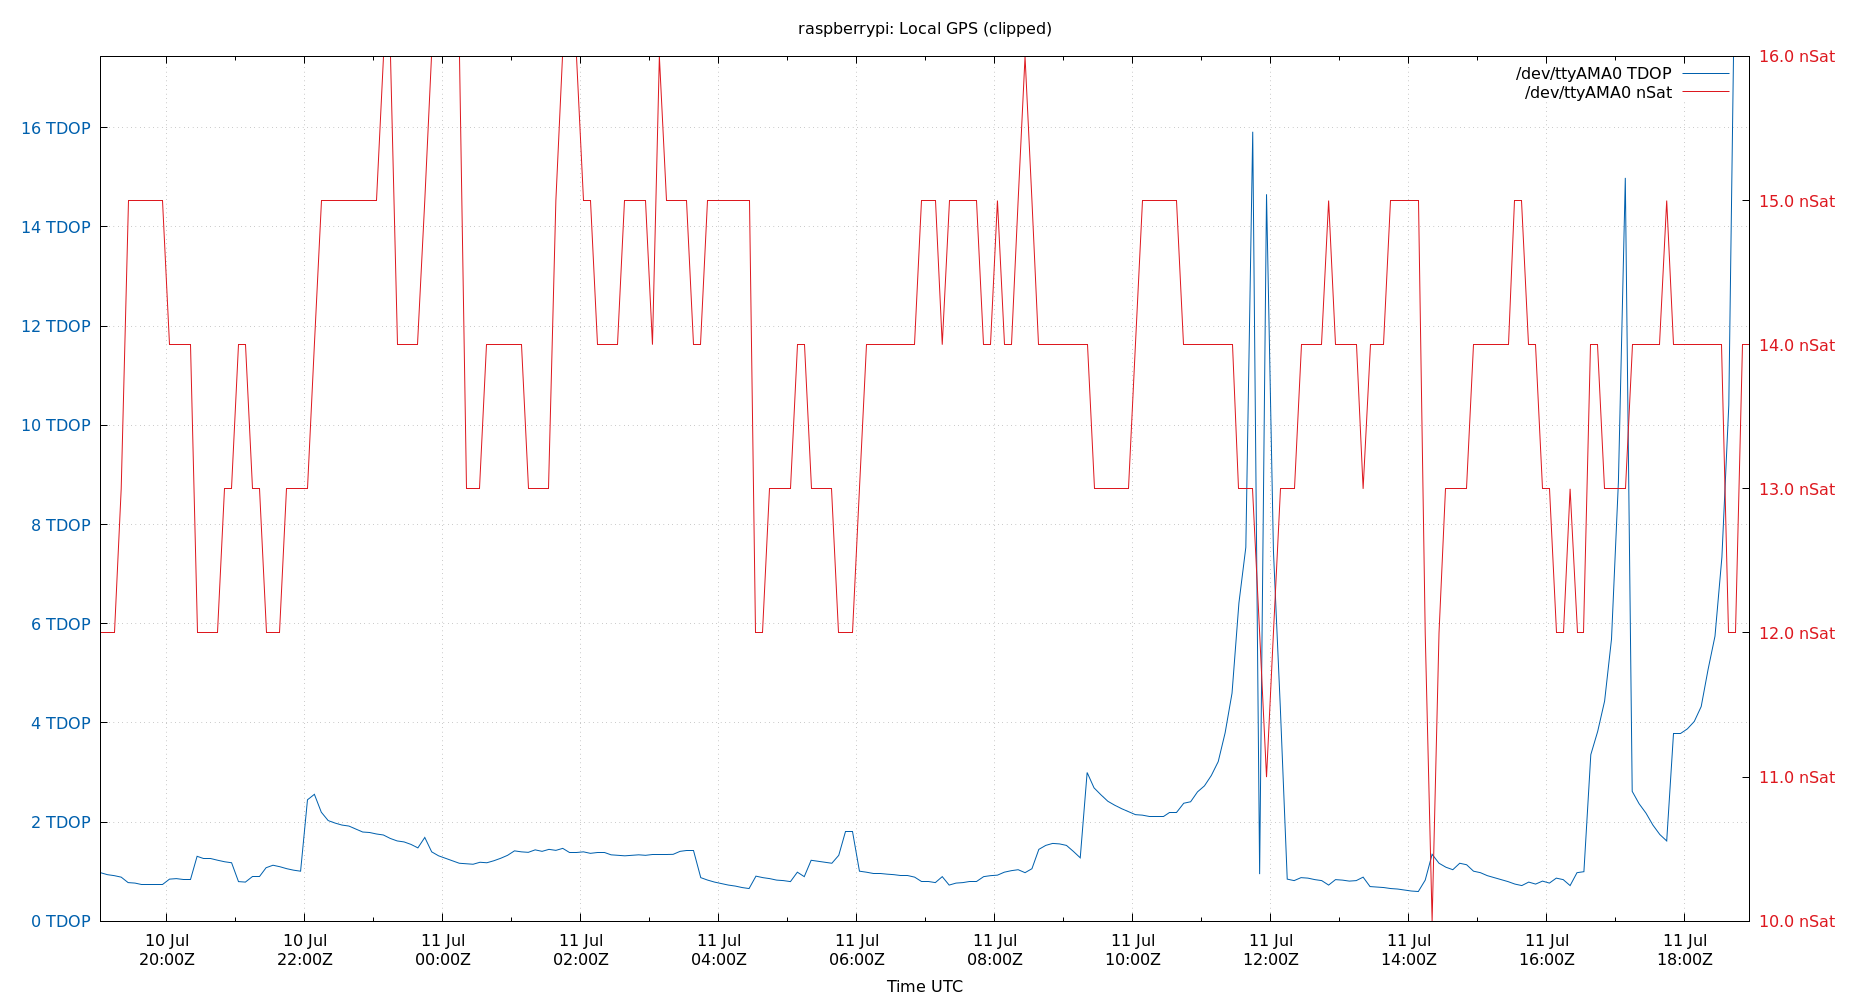 raspberrypi: Local GPS (clipped)
/dev/ttyAMA0 TDOP
/dev/ttyAMA0 nSat
16 TDOP
14 TDOP
12 TDOP
10 TDOP
8 TDOP
6 TDOP
4 TDOP
2 TDOP
0 TDOP
16.0 nSat
15.0 nSat
14.0 nSat
13.0 nSat
12.0 nSat
11.0 nSat
10.0 nSat
10 Jul
20:00Z
10 Jul
22:00Z
11 Jul
00:00Z
11 Jul
02:00Z
11 Jul
04:00Z
11 Jul
06:00Z
11 Jul
08:00Z
11 Jul
10:00Z
11 Jul
12:00Z
11 Jul
14:00Z
11 Jul
16:00Z
11 Jul
18:00Z
Time UTC